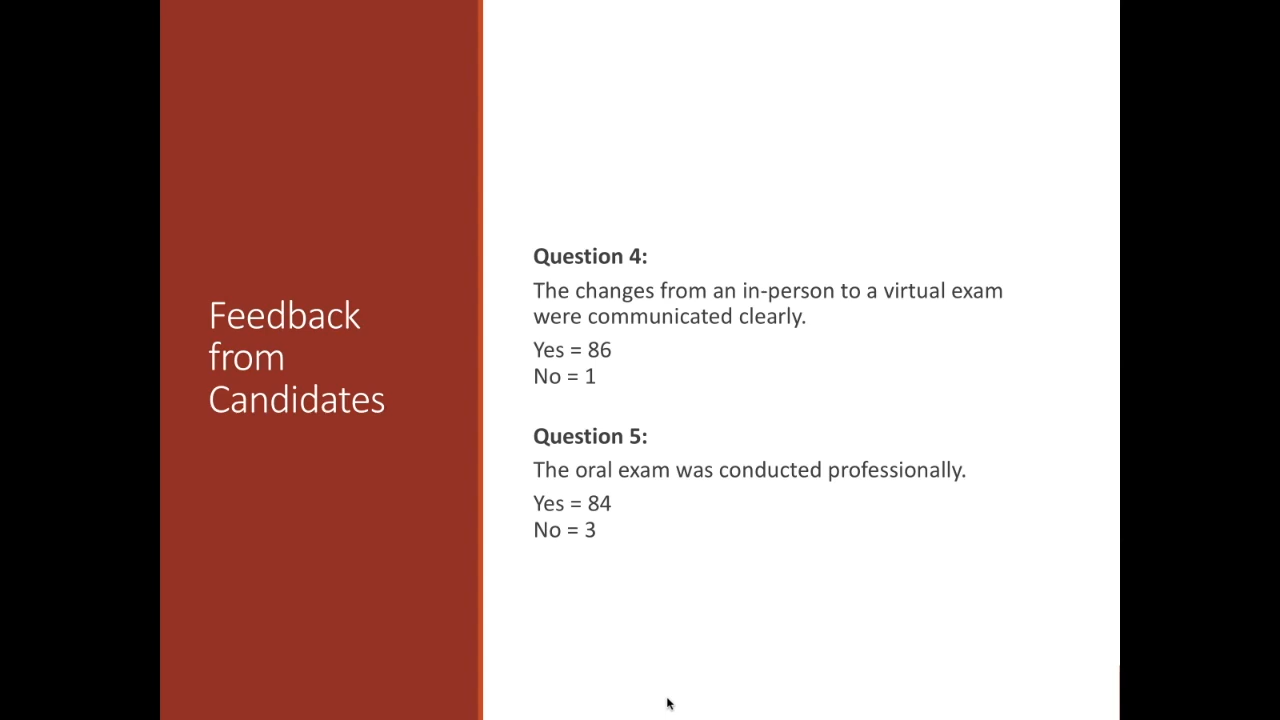 Feedback
from
Candidates
Question 4:
The changes from an in-person to a virtual exam
were communicated clearly.
Yes = 86
No = 1
Question 5:
The oral exam was conducted professionally.
Yes = 84
No = 3